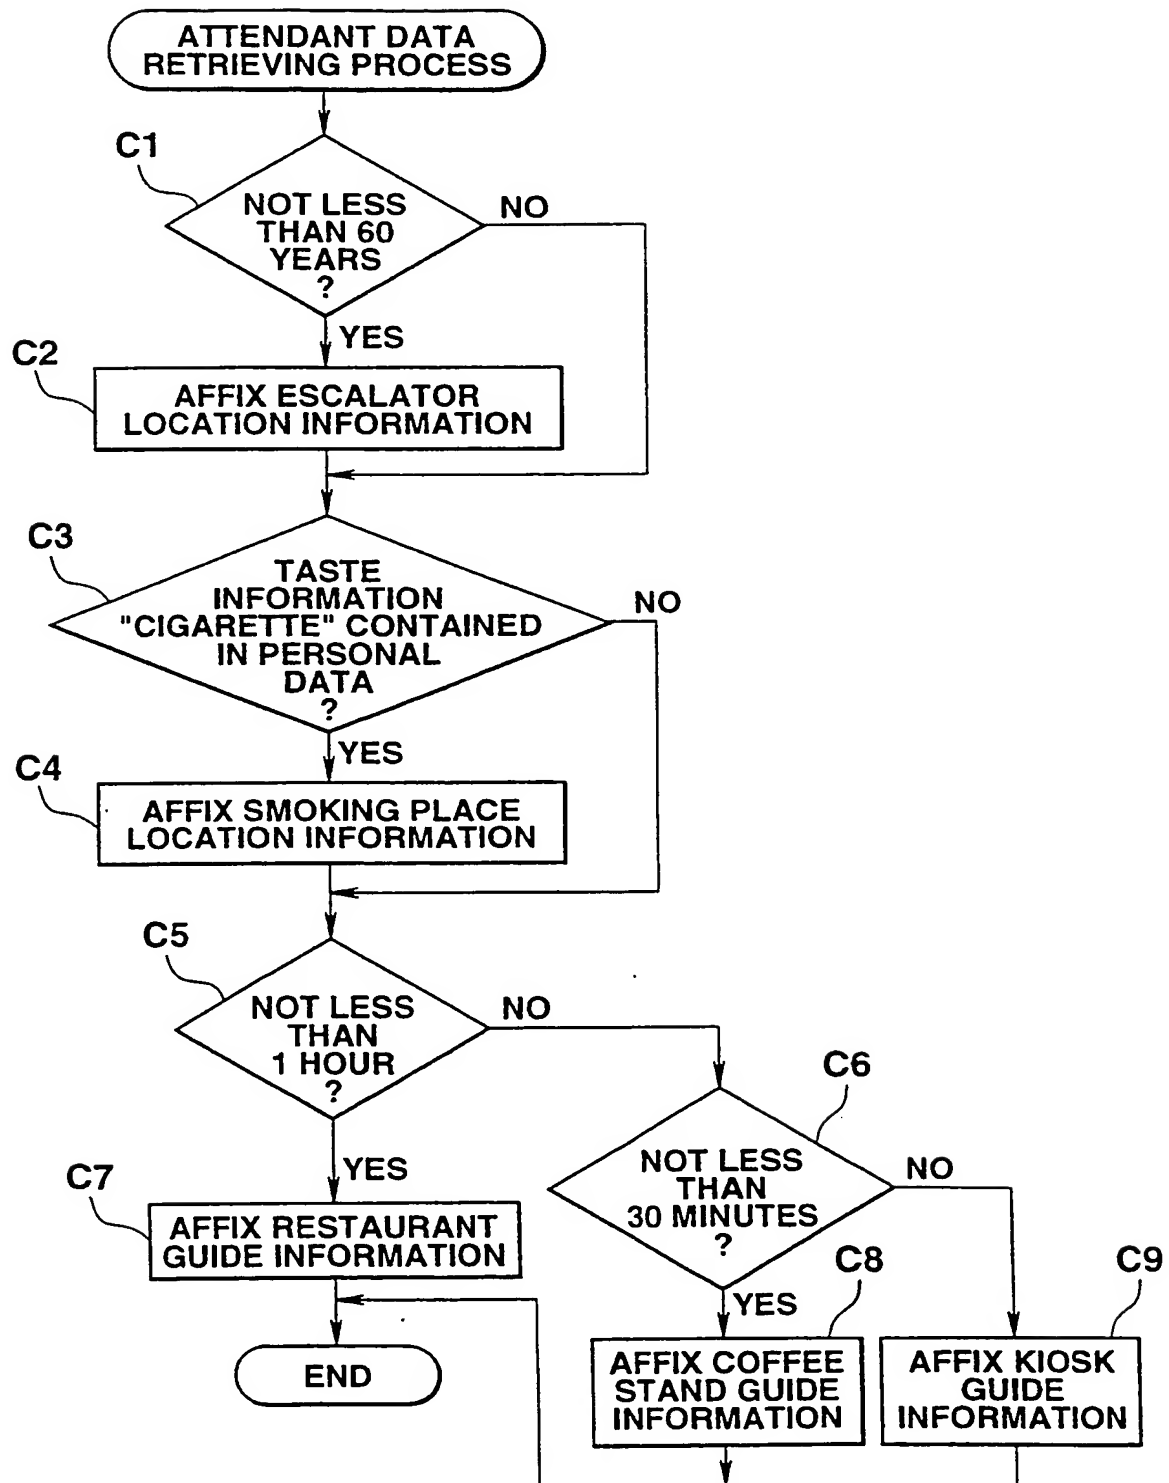 ATTENDANT DATA
RETRIEVING PROCESS
C1
NOT LESS
THAN 60
YEARS
?
NO
YES
C2
AFFIX ESCALATOR
LOCATION INFORMATION
C3
TASTE
INFORMATION
"CIGARETTE" CONTAINED
IN PERSONAL
DATA
?
NO
YES
C4
AFFIX SMOKING PLACE
LOCATION INFORMATION
C5
NOT LESS
THAN
1 HOUR
?
NO
YES
C6
NOT LESS
THAN
30 MINUTES
?
NO
YES
C7
AFFIX RESTAURANT
GUIDE INFORMATION
END
C8
AFFIX COFFEE
STAND GUIDE
INFORMATION
C9
AFFIX KIOSK
GUIDE
INFORMATION